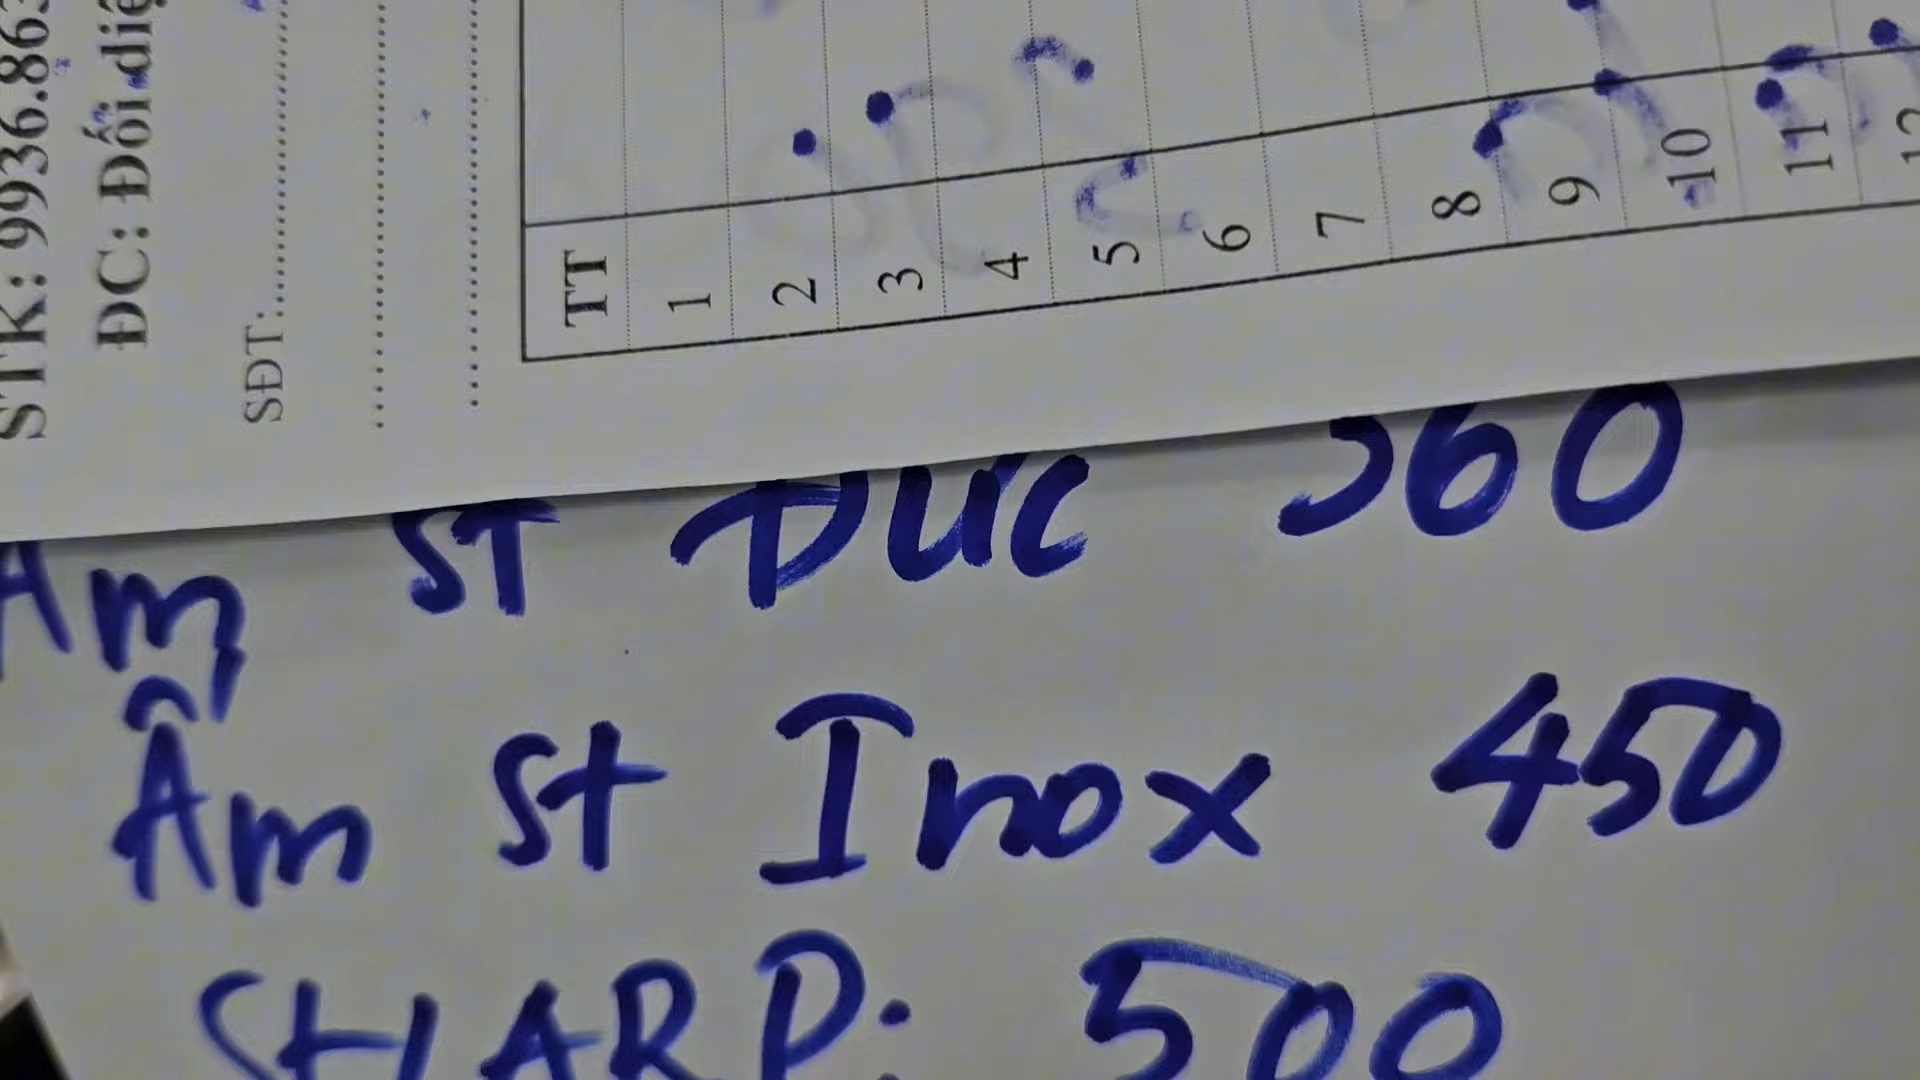 STK: 9936.863
ĐC: Đối diệ
SĐT:
TT
1
2
3
4
5
6
7
8
9
10
11
12
Âm ST ĐỨC 360
Âm St Inox 450
SHARP: 500